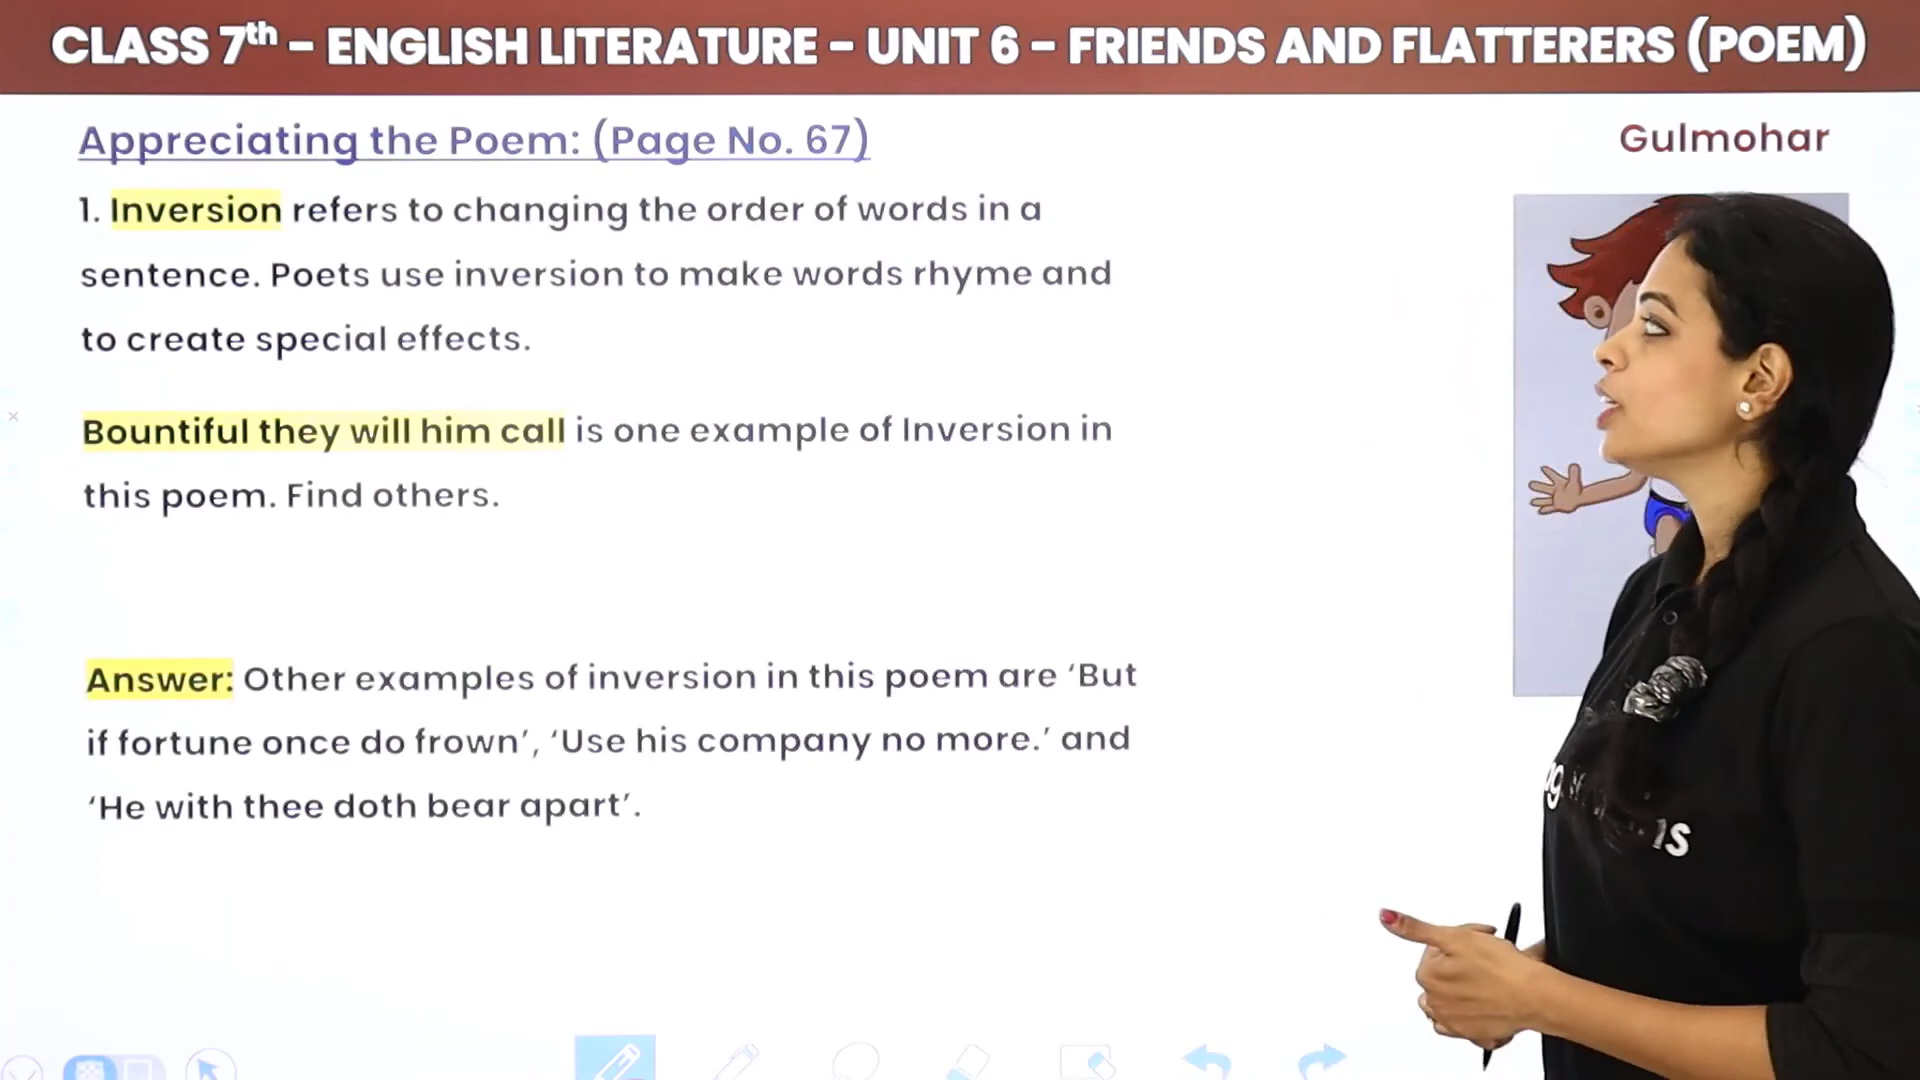 CLASS 7th – ENGLISH LITERATURE – UNIT 6 – FRIENDS AND FLATTERERS (POEM)
Appreciating the Poem: (Page No. 67)
Gulmohar
1. Inversion refers to changing the order of words in a
sentence. Poets use inversion to make words rhyme and
to create special effects.
Bountiful they will him call is one example of Inversion in
this poem. Find others.
Answer: Other examples of inversion in this poem are ‘But
if fortune once do frown’, ‘Use his company no more.’ and
‘He with thee doth bear apart’.